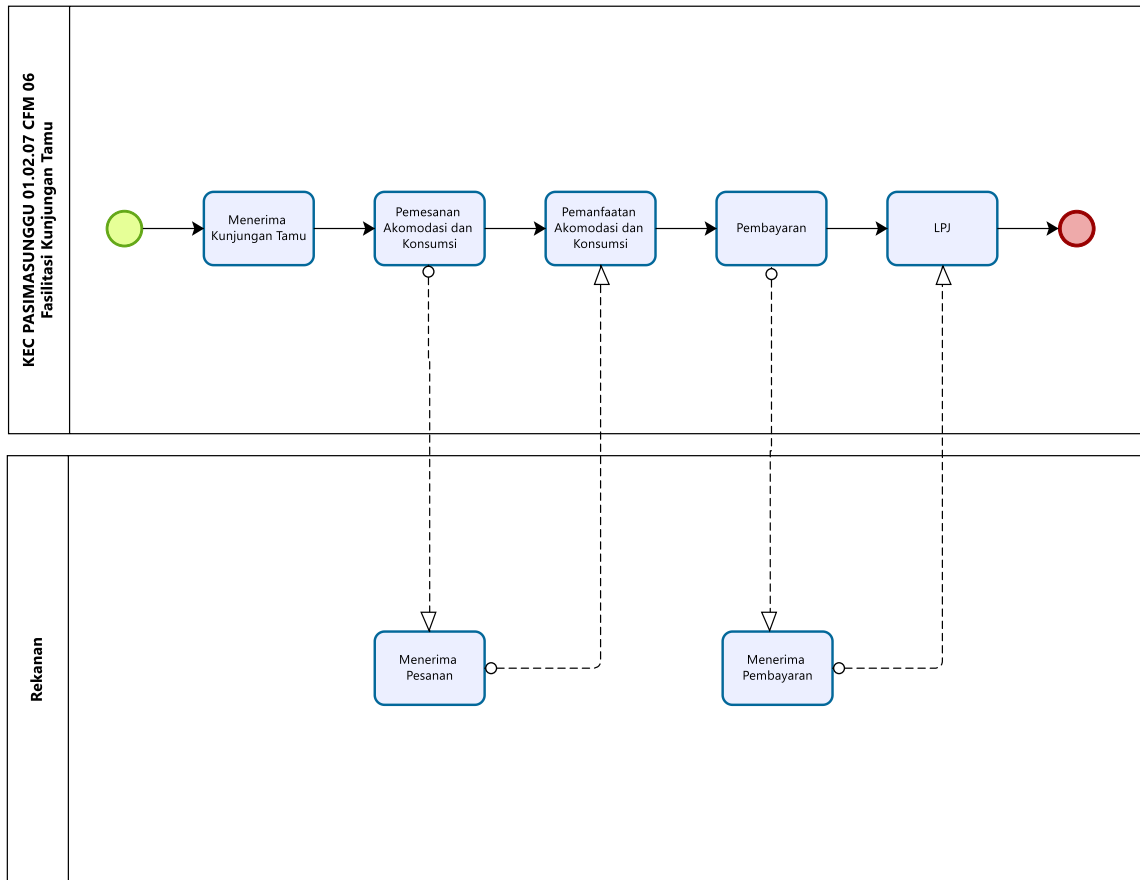 KEC PASIMASUNGGU 01.02.07 CFM 06
Fasilitasi Kunjungan Tamu
Menerima
Kunjungan Tamu
Pemesanan
Akomodasi dan
Konsumsi
Pemanfaatan
Akomodasi dan
Konsumsi
Pembayaran
LPJ
Rekanan
Menerima
Pesanan
Menerima
Pembayaran